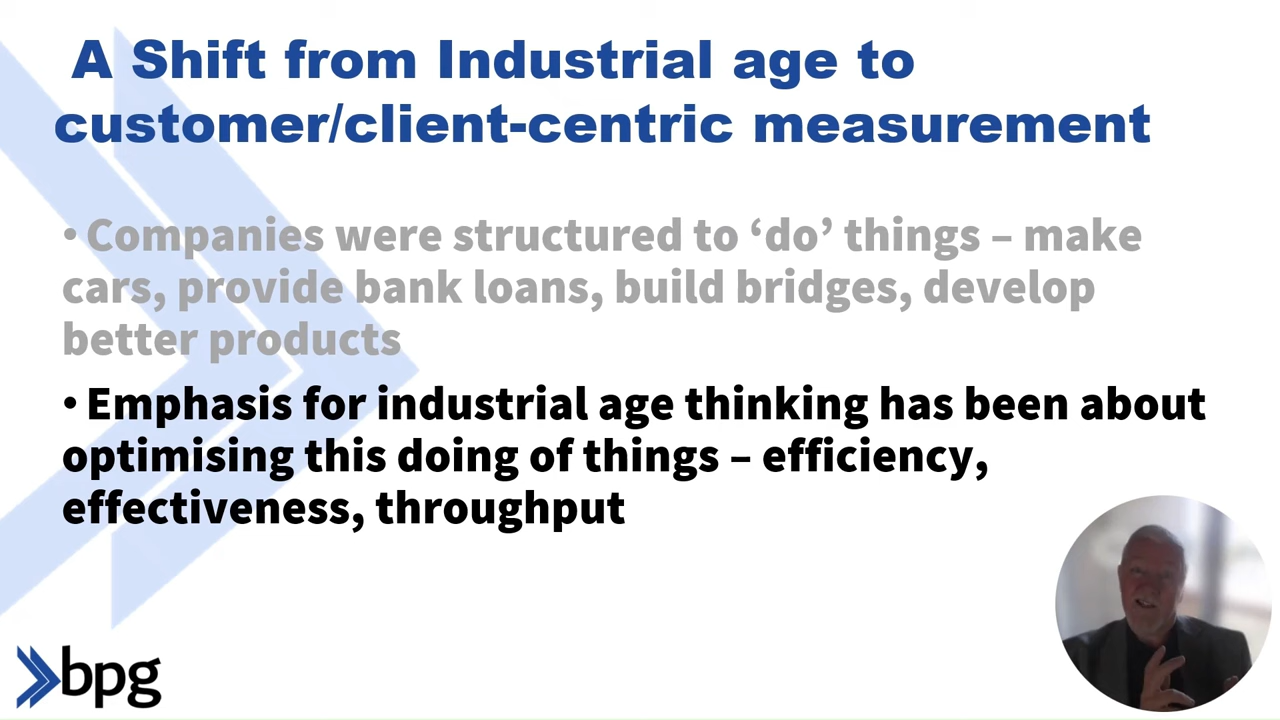 A Shift from Industrial age to
customer/client-centric measurement
• Companies were structured to ‘do’ things – make
cars, provide bank loans, build bridges, develop
better products
• Emphasis for industrial age thinking has been about
optimising this doing of things – efficiency,
effectiveness, throughput
bpg